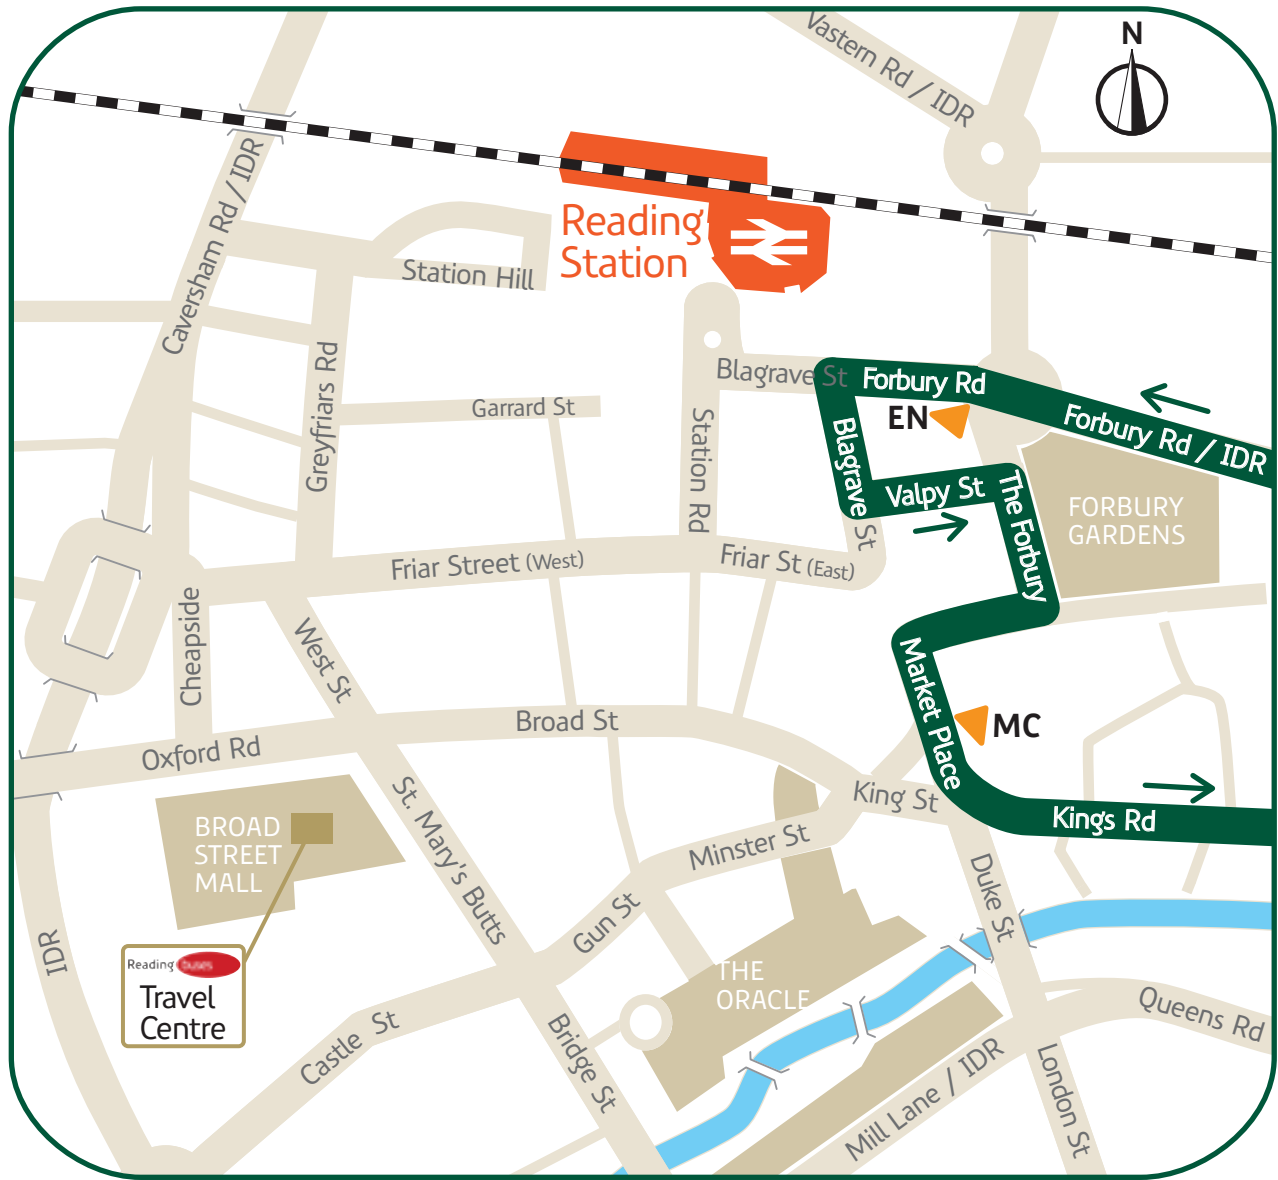 N
Vastern Rd / IDR
Caversham Rd / IDR
Reading
Station
Station Hill
Blagrave St
Forbury Rd
Forbury Rd / IDR
EN
Greyfriars Rd
Garrard St
Station Rd
Blagrave St
Valpy St
The Forbury
FORBURY
GARDENS
Friar Street (West)
Friar St (East)
Cheapside
West St
Market Place
MC
Broad St
Oxford Rd
King St
King's Rd
BROAD
STREET
MALL
St. Mary's Butts
Minster St
Gun St
Duke St
IDR
Reading buses
Travel
Centre
THE
ORACLE
Castle St
Bridge St
Queens Rd
Mill Lane / IDR
London St